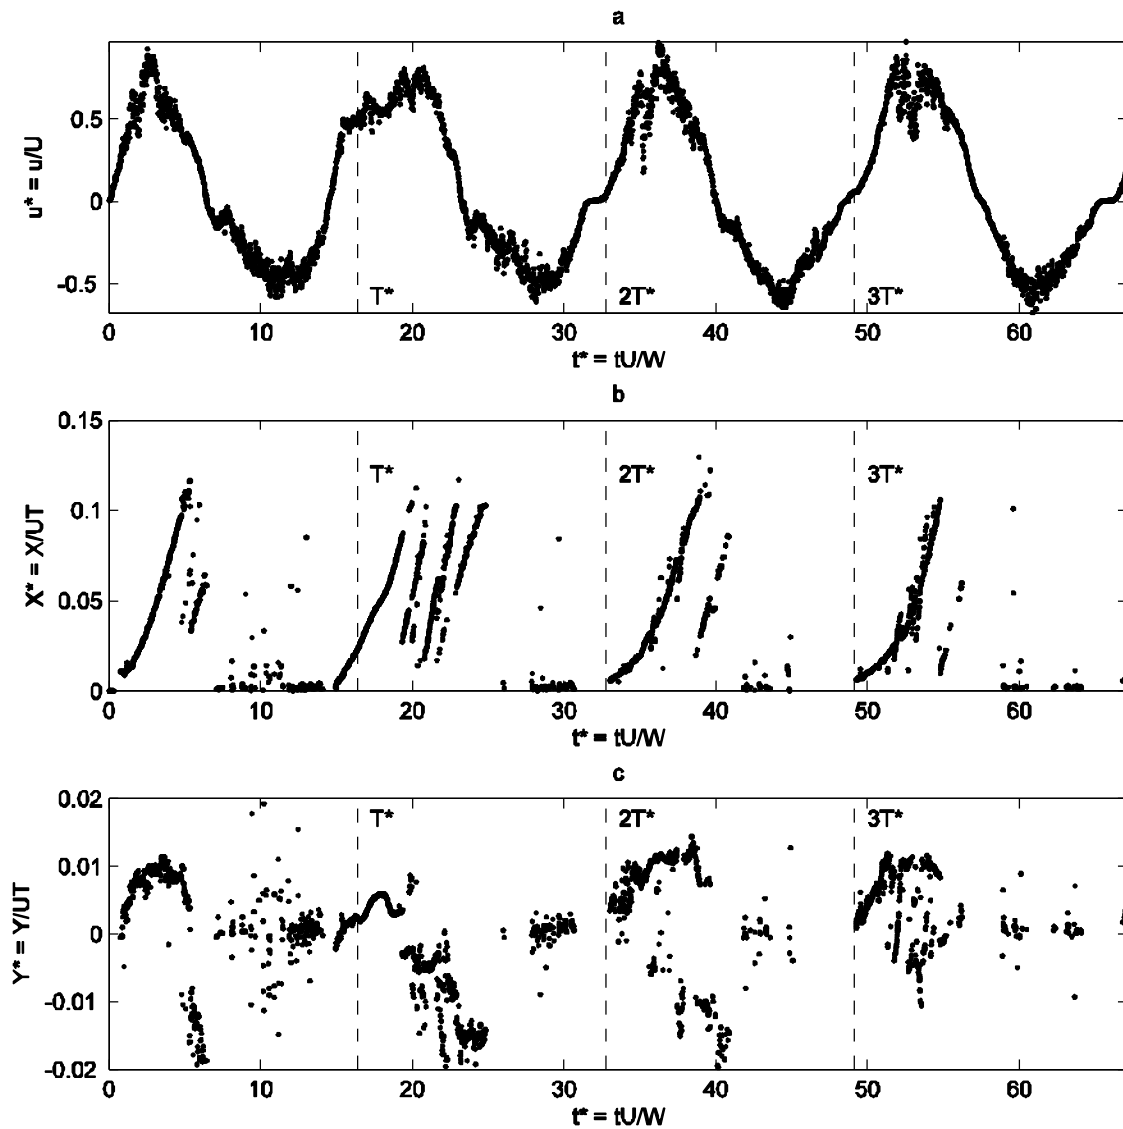 a
u* = u/U
0.5
0
-0.5
T*
2T*
3T*
0 10 20 30 40 50 60
t* = tU/W
b
X* = X/UT
0.15
0.1
0.05
0
T*
2T*
3T*
0 10 20 30 40 50 60
t* = tU/W
c
Y* = Y/UT
0.02
0.01
0
-0.01
-0.02
T*
2T*
3T*
0 10 20 30 40 50 60
t* = tU/W